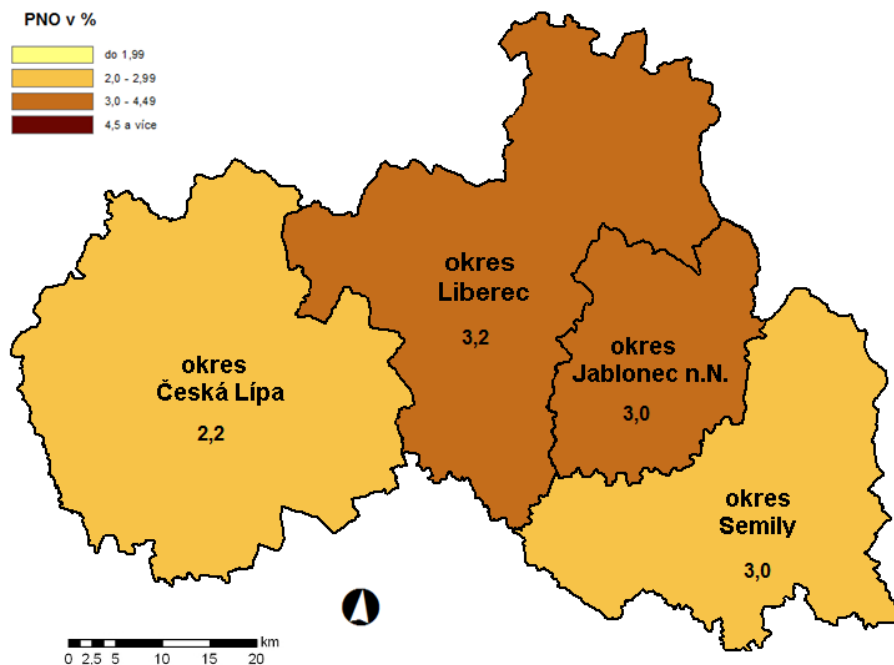 PNO v %
do 1,99
2,0 - 2,99
3,0 - 4,49
4,5 a více
okres
Liberec
3,2
okres
Jablonec n.N.
3,0
okres
Česká Lípa
2,2
okres
Semily
3,0
km
0 2,5 5 10 15 20